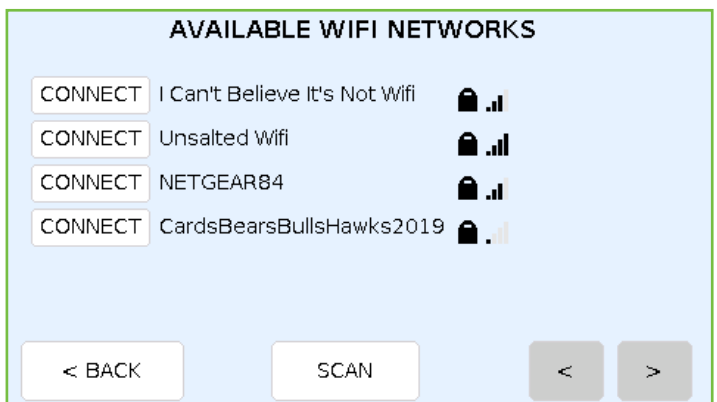 AVAILABLE WIFI NETWORKS
CONNECT I Can't Believe It's Not Wifi
CONNECT Unsalted Wifi
CONNECT NETGEAR84
CONNECT CardsBearsBullsHawks2019
< BACK SCAN < >